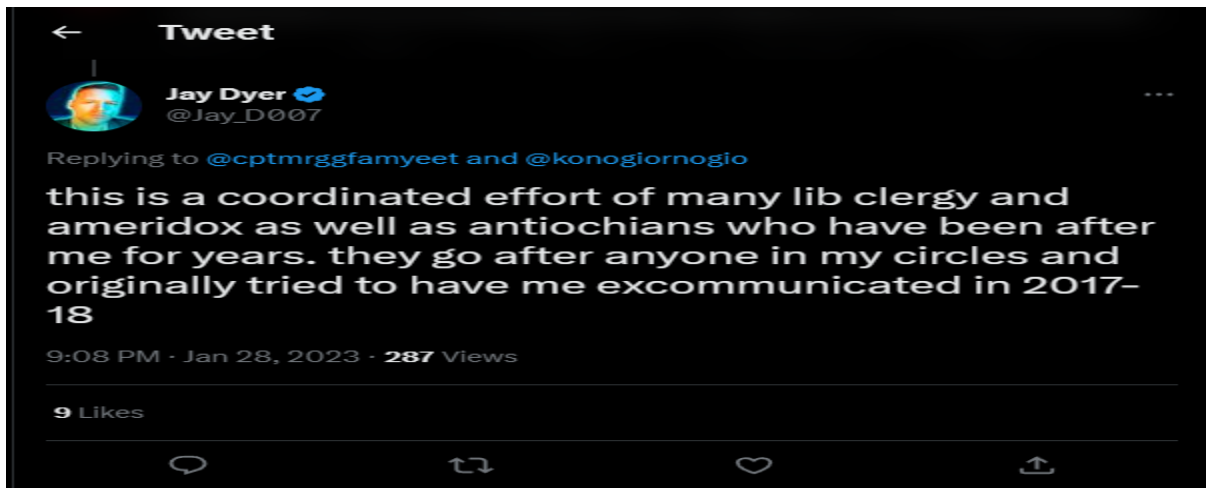 Tweet
Jay Dyer
@Jay_D007
Replying to @cptmrggfamyeet and @konogiornogio
this is a coordinated effort of many lib clergy and
ameridox as well as antiochians who have been after
me for years. they go after anyone in my circles and
originally tried to have me excommunicated in 2017-
18
9:08 PM · Jan 28, 2023 · 287 Views
9 Likes